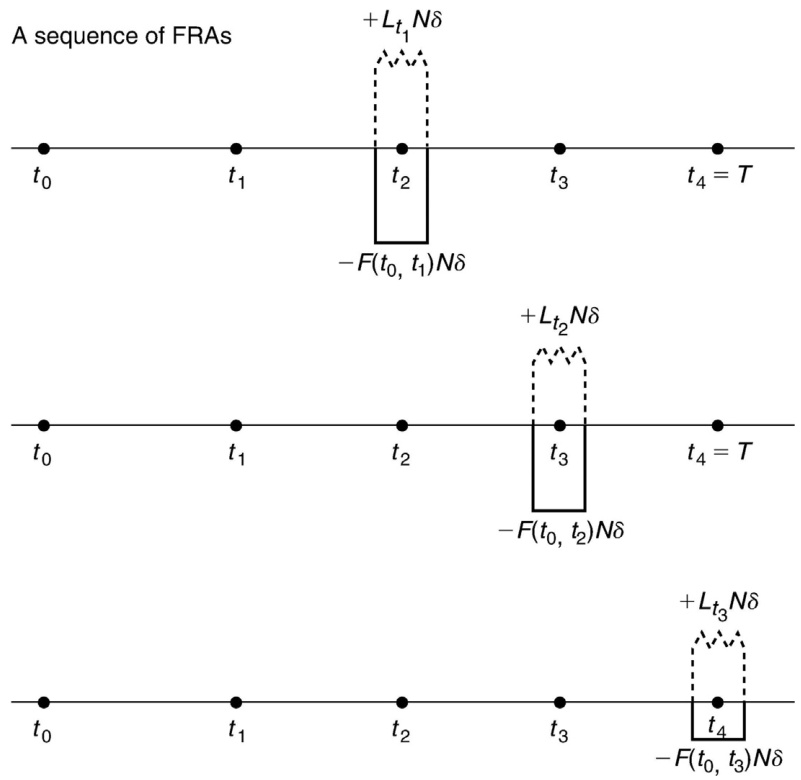 A sequence of FRAs
+L_{t_1}Nδ
t_0 t_1 t_2 t_3 t_4 = T
−F(t_0, t_1)Nδ
+L_{t_2}Nδ
t_0 t_1 t_2 t_3 t_4 = T
−F(t_0, t_2)Nδ
+L_{t_3}Nδ
t_0 t_1 t_2 t_3 t_4
−F(t_0, t_3)Nδ